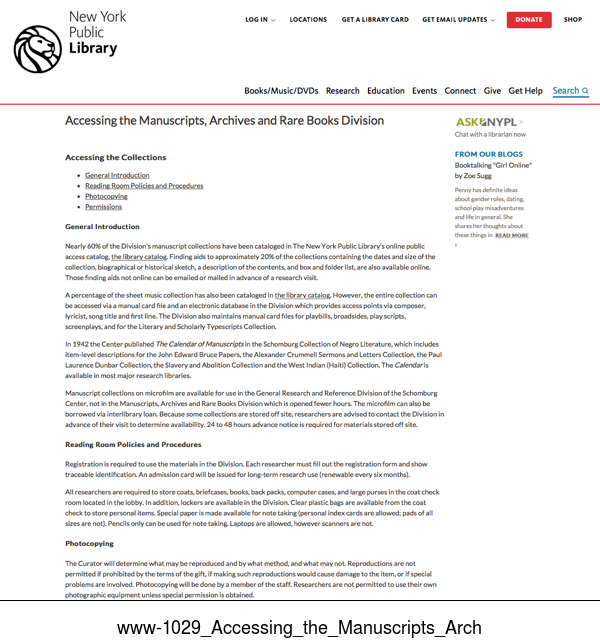 New York
Public
Library
LOG IN
LOCATIONS
GET A LIBRARY CARD
GET EMAIL UPDATES
DONATE
SHOP
Books/Music/DVDs Research Education Events Connect Give Get Help Search
Accessing the Manuscripts, Archives and Rare Books Division
Accessing the Collections
• General Introduction
• Reading Room Policies and Procedures
• Photocopying
• Permissions
General Introduction
Nearly 60% of the Division's manuscript collections have been cataloged in The New York Public Library's online public
access catalog, the library catalog. Finding aids to approximately 20% of the collections containing the dates and size of the
collection, biographical or historical sketch, a description of the contents, and box and folder list, are also available online.
Those finding aids not online can be emailed or mailed in advance of a research visit.
A percentage of the sheet music collection has also been cataloged in the library catalog. However, the entire collection can
be accessed via a manual card file and an electronic database in the Division which provides access points via composer,
lyricist, song title and first line. The Division also maintains manual card files for playbills, broadsides, play scripts,
screenplays, and for the Literary and Scholarly Typescripts Collection.
In 1942 the Center published The Calendar of Manuscripts in the Schomburg Collection of Negro Literature, which includes
item-level descriptions for the John Edward Bruce Papers, the Alexander Crummell Sermons and Letters Collection, the Paul
Laurence Dunbar Collection, the Slavery and Abolition Collection and the West Indian (Haiti) Collection. The Calendar is
available in most major research libraries.
Manuscript collections on microfilm are available for use in the General Research and Reference Division of the Schomburg
Center, not in the Manuscripts, Archives and Rare Books Division which is opened fewer hours. The microfilm can also be
borrowed via interlibrary loan. Because some collections are stored off site, researchers are advised to contact the Division in
advance of their visit to determine availability. 24 to 48 hours advance notice is required for materials stored off site.
Reading Room Policies and Procedures
Registration is required to use the materials in the Division. Each researcher must fill out the registration form and show
traceable identification. An admission card will be issued for long-term research use (renewable every six months).
All researchers are required to store coats, briefcases, books, back packs, computer cases, and large purses in the coat check
room located in the lobby. In addition, lockers are available in the Division. Clear plastic bags are available from the coat
check to store personal items. Special paper is made available for note taking (personal index cards are allowed; pads of all
sizes are not). Pencils only can be used for note taking. Laptops are allowed, however scanners are not.
Photocopying
The Curator will determine what may be reproduced and by what method, and what may not. Reproductions are not
permitted if prohibited by the terms of the gift, if making such reproductions would cause damage to the item, or if special
problems are involved. Photocopying will be done by a member of the staff. Researchers are not permitted to use their own
photographic equipment unless special permission is obtained.
ASK NYPL >
Chat with a librarian now
FROM OUR BLOGS
Booktalking "Girl Online"
by Zoe Sugg
Penny has definite ideas
about gender roles, dating,
school play misadventures
and life in general. She
shares her thoughts about
these things in READ MORE
www-1029_Accessing_the_Manuscripts_Arch